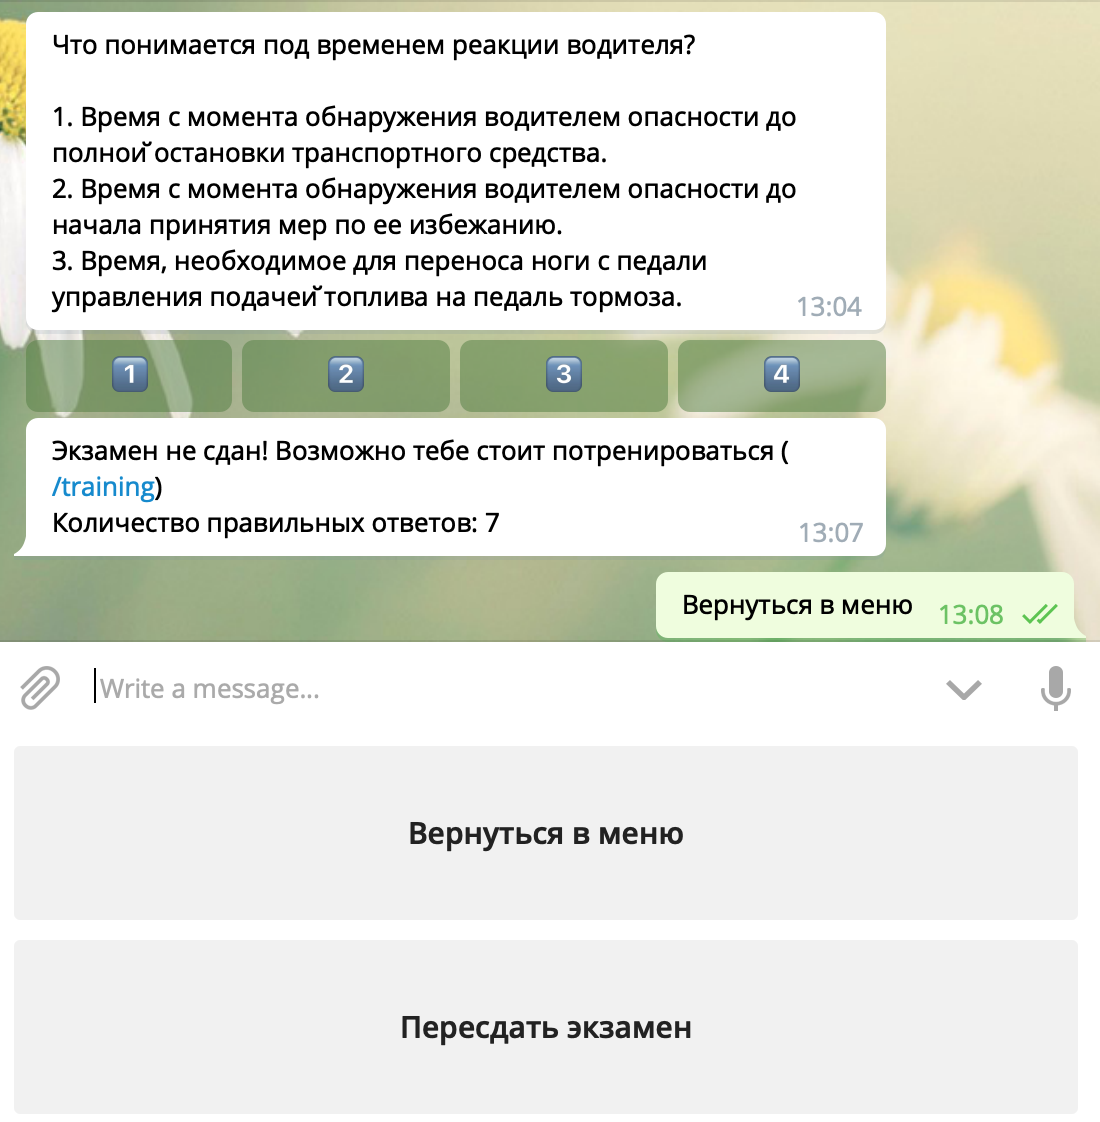 Что понимается под временем реакции водителя?
1. Время с момента обнаружения водителем опасности до
полной остановки транспортного средства.
2. Время с момента обнаружения водителем опасности до
начала принятия мер по ее избежанию.
3. Время, необходимое для переноса ноги с педали
управления подачей топлива на педаль тормоза.
13:04
1 2 3 4
Экзамен не сдан! Возможно тебе стоит потренироваться (
/training)
Количество правильных ответов: 7
13:07
Вернуться в меню 13:08
Write a message...
Вернуться в меню
Пересдать экзамен